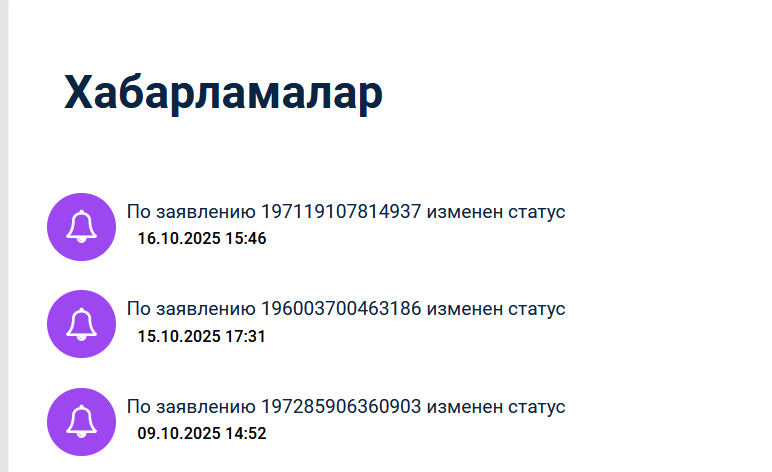 Хабарламалар
По заявлению 197119107814937 изменен статус
16.10.2025 15:46
По заявлению 196003700463186 изменен статус
15.10.2025 17:31
По заявлению 197285906360903 изменен статус
09.10.2025 14:52